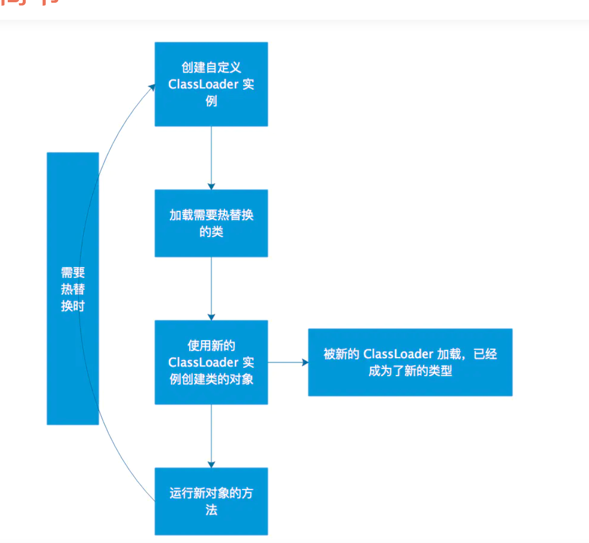 创建自定义
ClassLoader 实
例
加载需要热替换
的类
需要
热替
换时
使用新的
ClassLoader 实
例创建类的对象
被新的 ClassLoader 加载，已经
成为了新的类型
运行新对象的方
法